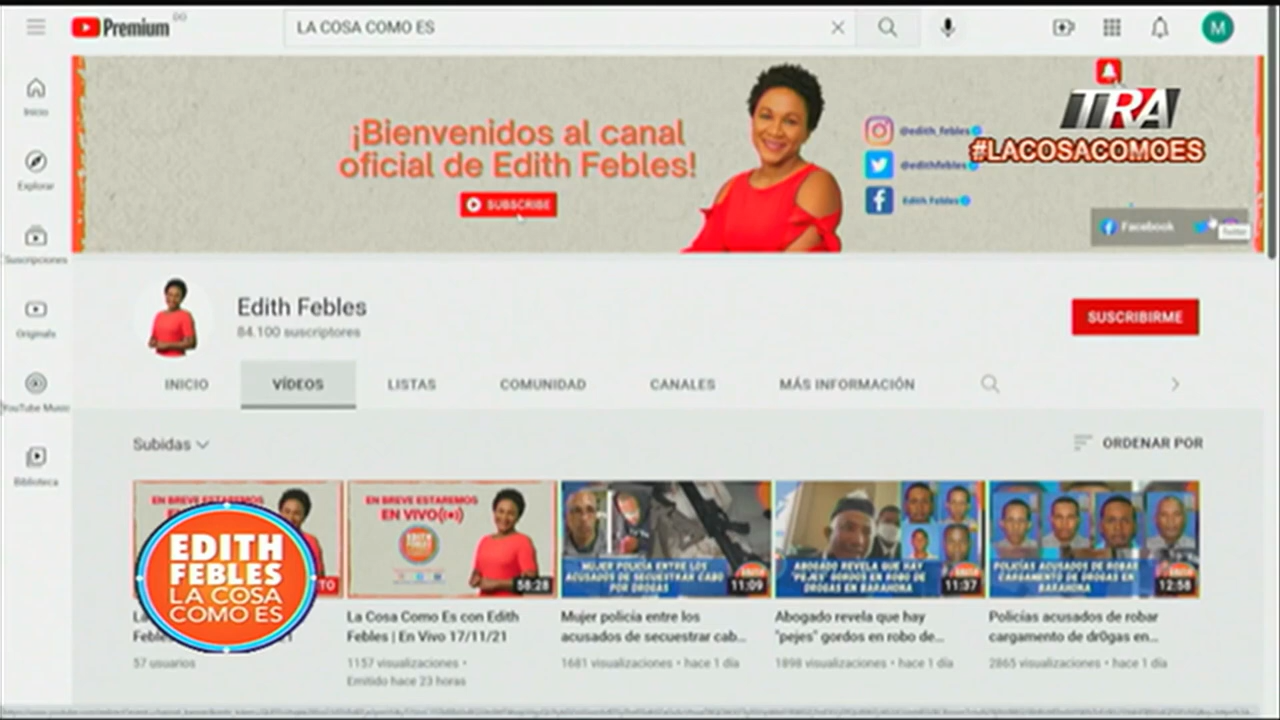 Premium DO
LA COSA COMO ES
M
¡Bienvenidos al canal
oficial de Edith Febles!
SUBSCRIBE
@edith_febles
@edithfebles
Edith Febles
TRA
#LACOSACOMOES
Facebook
Twitter
Inicio
Explorar
Suscripciones
Originals
YouTube Music
Biblioteca
Edith Febles
84.100 suscriptores
SUSCRIBIRME
INICIO
VÍDEOS
LISTAS
COMUNIDAD
CANALES
MÁS INFORMACIÓN
Subidas
ORDENAR POR
EN BREVE ESTAREMOS
EDITH
FEBLES
LA COSA
COMO ES
57 usuarios
EN BREVE ESTAREMOS
EN VIVO
EDITH
FEBLES
58:28
La Cosa Como Es con Edith
Febles | En Vivo 17/11/21
1157 visualizaciones •
Emitido hace 23 horas
MUJER POLICÍA ENTRE LOS
ACUSADOS DE SECUESTRAR CABO
POR DROGAS
11:09
Mujer policía entre los
acusados de secuestrar cab...
1681 visualizaciones • hace 1 día
ABOGADO REVELA QUE HAY
"PEJES" GORDOS EN ROBO DE
DROGAS EN BARAHONA
11:37
Abogado revela que hay
"pejes" gordos en robo de...
1898 visualizaciones • hace 1 día
POLICÍAS ACUSADOS DE ROBAR
CARGAMENTO DE DROGAS EN
BARAHONA
12:58
Policías acusados de robar
cargamento de dr0gas en...
2865 visualizaciones • hace 1 día